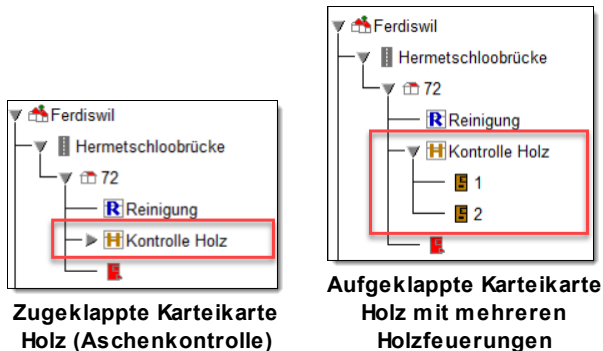 Ferdiswil
Hermetschloobrücke
72
R Reinigung
H Kontrolle Holz
Zugeklappte Karteikarte
Holz (Aschenkontrolle)
Ferdiswil
Hermetschloobrücke
72
R Reinigung
H Kontrolle Holz
1
2
Aufgeklappte Karteikarte
Holz mit mehreren
Holzfeuerungen